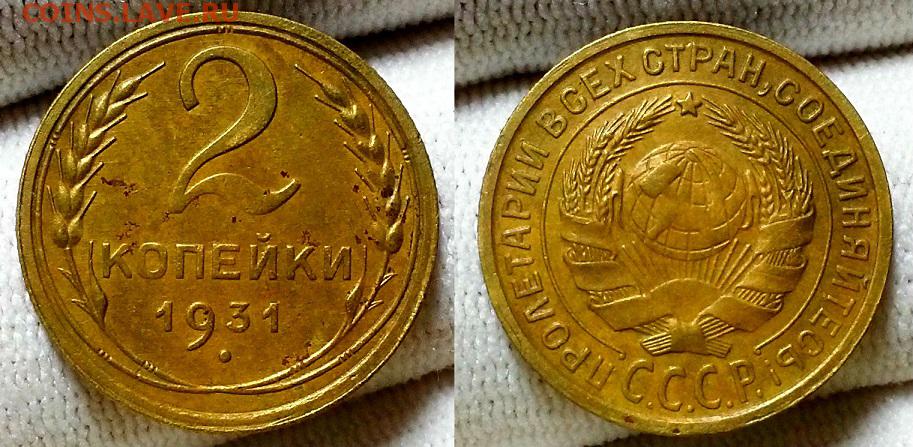 COINS.LAVE.RU
2
КОПЕЙКИ
1931
ПРОЛЕТАРИИ ВСЕХ СТРАН, СОЕДИНЯЙТЕСЬ!
С.С.С.Р.